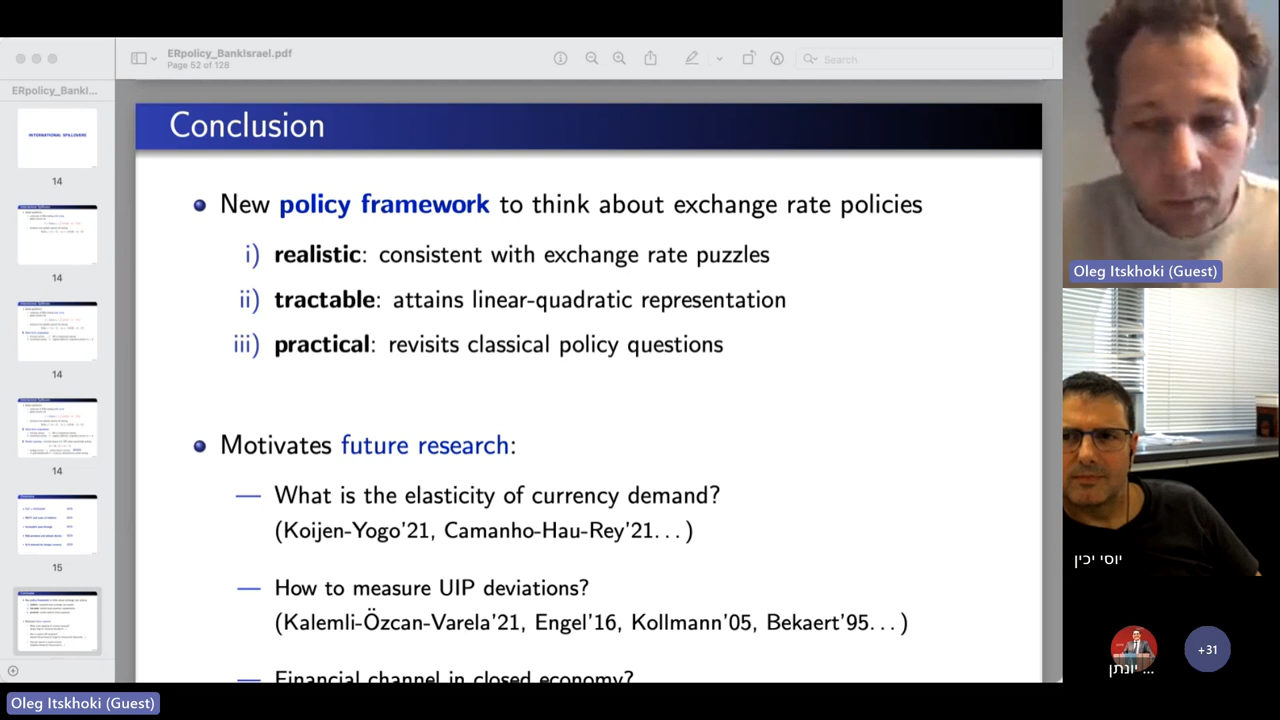 ERpolicy_BankIsrael.pdf
Page 52 of 128
Search
ERpolicy_BankI...
INTERNATIONAL SPILLOVERS
14
14
14
14
15
Conclusion
New policy framework to think about exchange rate policies
i) realistic: consistent with exchange rate puzzles
ii) tractable: attains linear-quadratic representation
iii) practical: revisits classical policy questions
Motivates future research:
— What is the elasticity of currency demand?
(Koijen-Yogo'21, Camanho-Hau-Rey'21...)
— How to measure UIP deviations?
(Kalemli-Özcan-Varela'21, Engel'16, Kollmann'05, Bekaert'95...)
— Financial channel in closed economy?
Oleg Itskhoki (Guest)
יוסי יכין
יונתן ...
+31
Oleg Itskhoki (Guest)